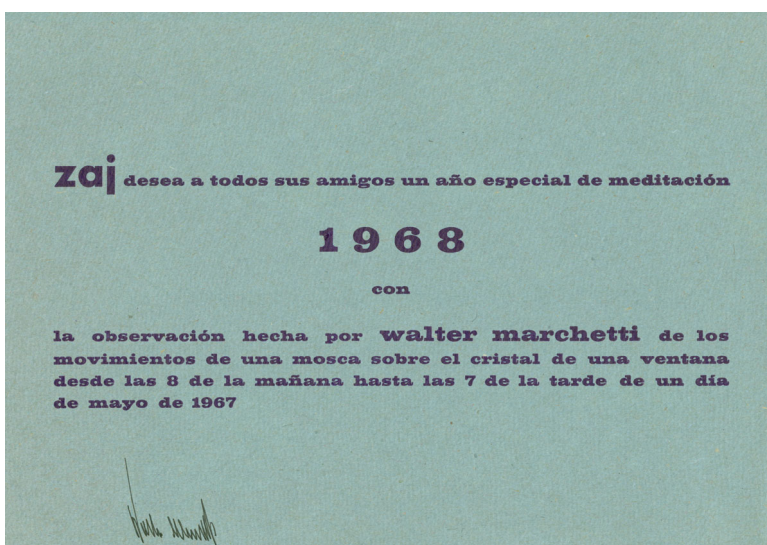 zaj desea a todos sus amigos un año especial de meditación
1968
con
la observación hecha por walter marchetti de los
movimientos de una mosca sobre el cristal de una ventana
desde las 8 de la mañana hasta las 7 de la tarde de un día
de mayo de 1967